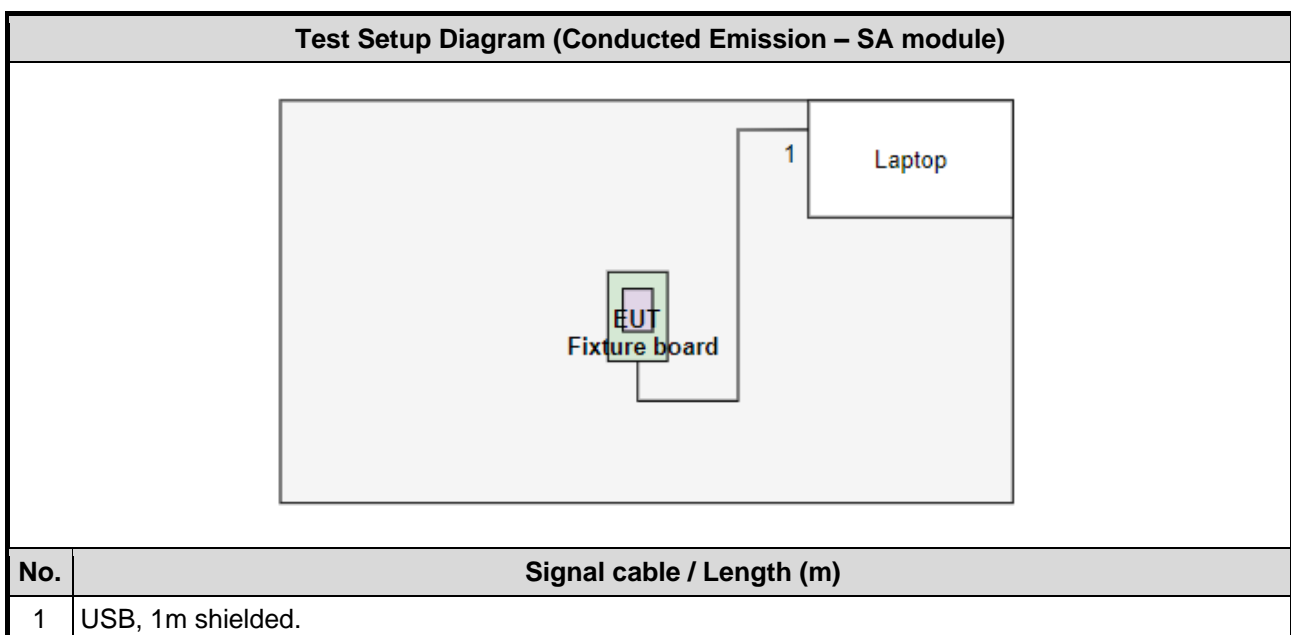 Test Setup Diagram (Conducted Emission – SA module)
1
Laptop
EUT
Fixture board
No. Signal cable / Length (m)
1 USB, 1m shielded.